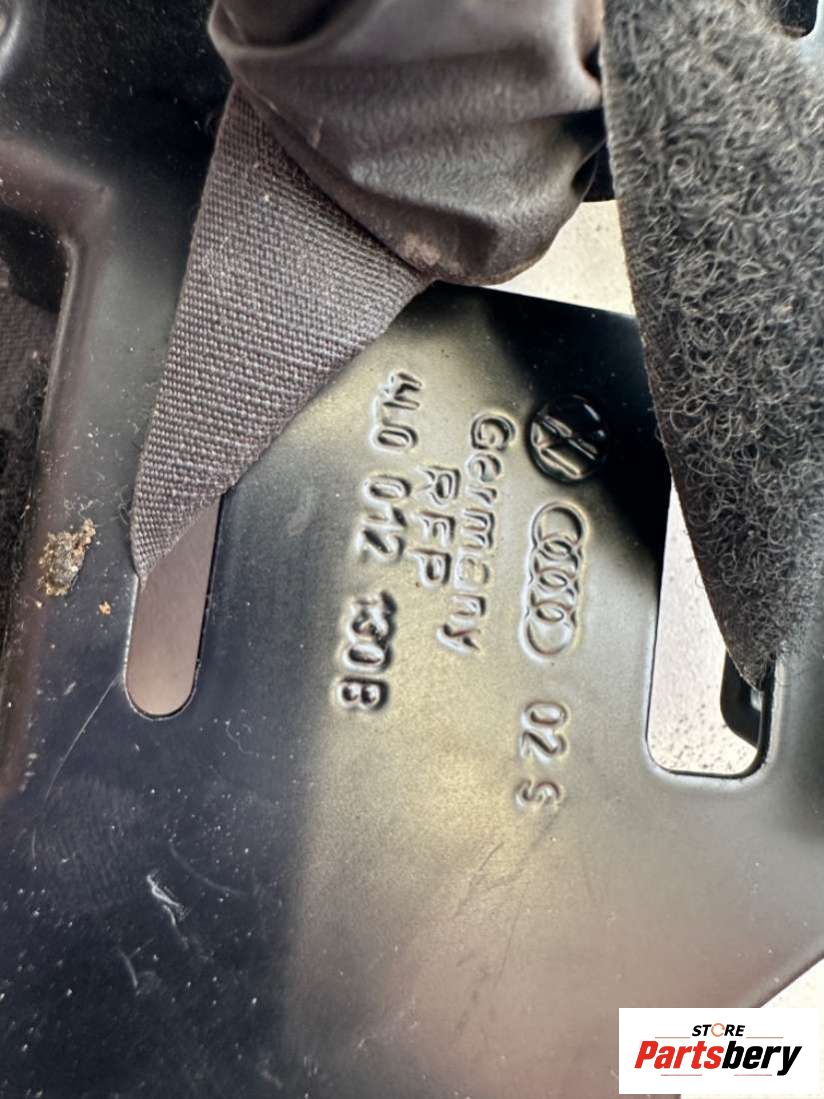 02 S
Germany
RFP
4L0 012 130B
STORE
Partsbery